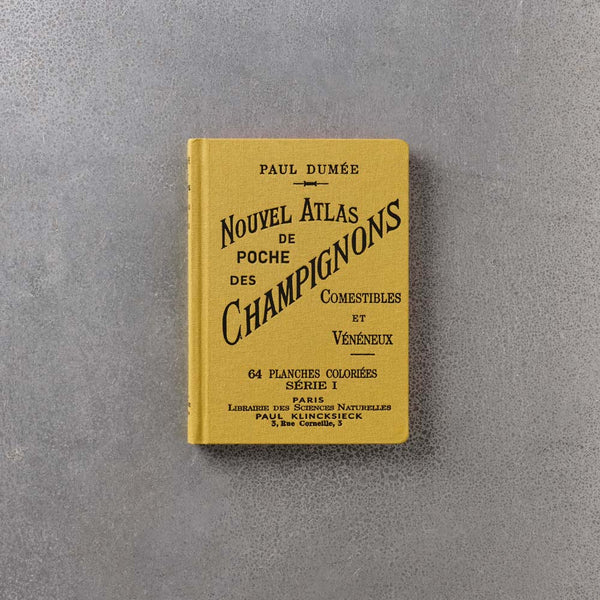 PAUL DUMÉE
NOUVEL ATLAS
DE
POCHE
DES
CHAMPIGNONS
COMESTIBLES
ET
VÉNÉNEUX
64 PLANCHES COLORIÉES
SÉRIE I
PARIS
LIBRAIRIE DES SCIENCES NATURELLES
PAUL KLINCKSIECK
3, Rue Corneille, 3